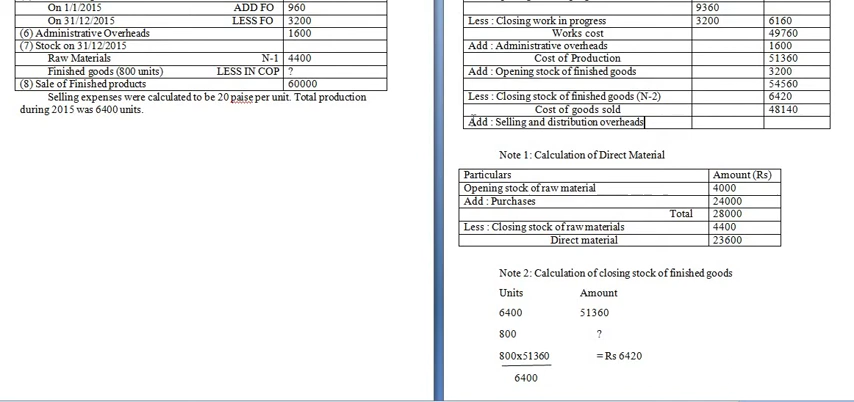 On 1/1/2015 ADD FO 960
On 31/12/2015 LESS FO 3200
(6) Administrative Overheads 1600
(7) Stock on 31/12/2015
Raw Materials N-1 4400
Finished goods (800 units) LESS IN COP ?
(8) Sale of Finished products 60000
Selling expenses were calculated to be 20 paise per unit. Total production
during 2015 was 6400 units.
9360
Less : Closing work in progress 3200 6160
Works cost 49760
Add : Administrative overheads 1600
Cost of Production 51360
Add : Opening stock of finished goods 3200
54560
Less : Closing stock of finished goods (N-2) 6420
Cost of goods sold 48140
Add : Selling and distribution overheads
Note 1: Calculation of Direct Material
Particulars Amount (Rs)
Opening stock of raw material 4000
Add : Purchases 24000
Total 28000
Less : Closing stock of raw materials 4400
Direct material 23600
Note 2: Calculation of closing stock of finished goods
Units Amount
6400 51360
800 ?
800x51360 = Rs 6420
6400